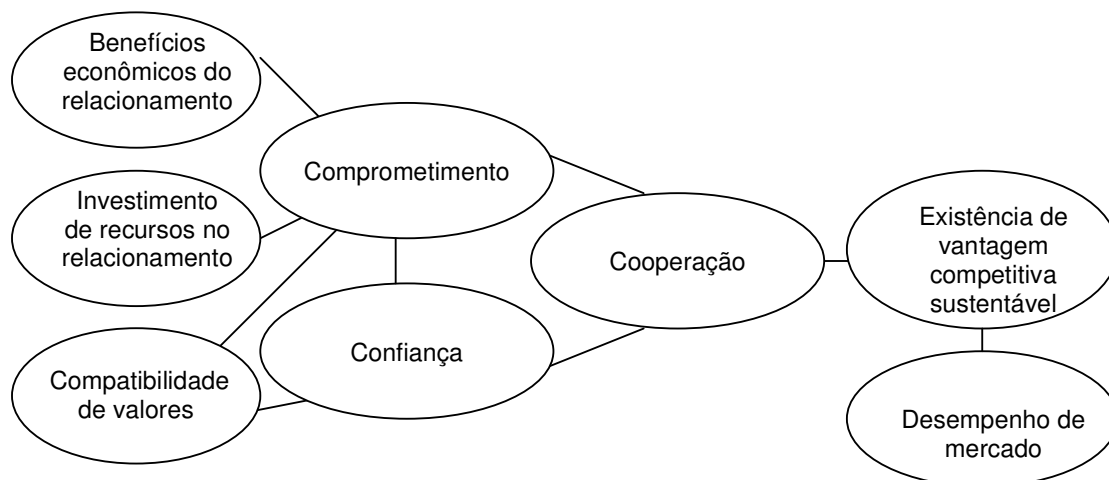 Benefícios
econômicos do
relacionamento
Comprometimento
Investimento
de recursos no
relacionamento
Existência de
vantagem
competitiva
sustentável
Cooperação
Confiança
Compatibilidade
de valores
Desempenho de
mercado